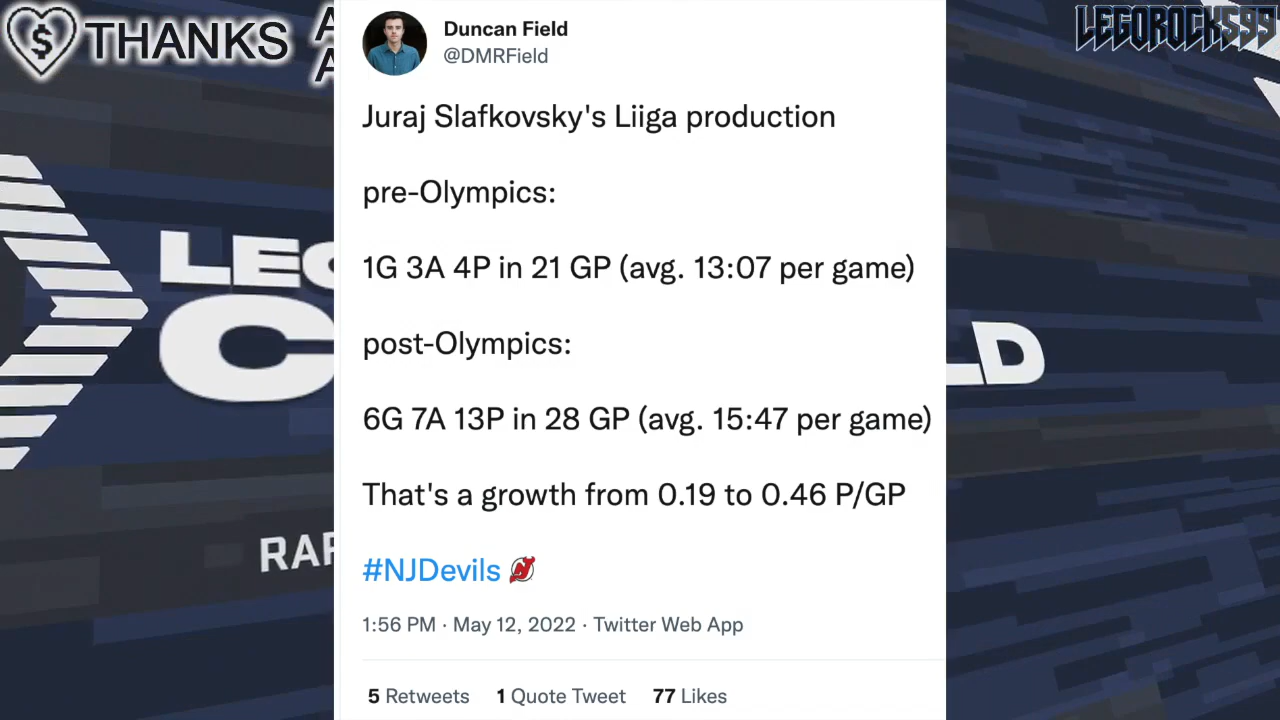 THANKS
LEGOROCKS99
Duncan Field
@DMRField
Juraj Slafkovsky's Liiga production
pre-Olympics:
1G 3A 4P in 21 GP (avg. 13:07 per game)
post-Olympics:
6G 7A 13P in 28 GP (avg. 15:47 per game)
That's a growth from 0.19 to 0.46 P/GP
#NJDevils
1:56 PM · May 12, 2022 · Twitter Web App
5 Retweets 1 Quote Tweet 77 Likes